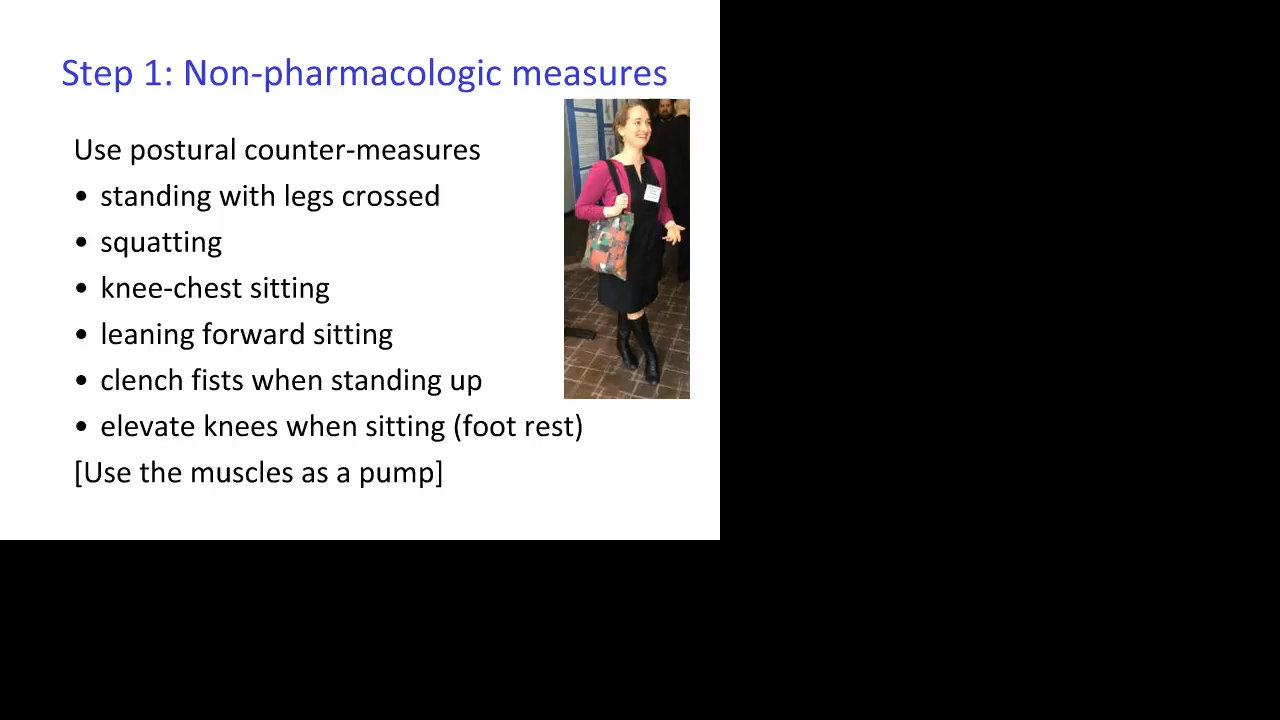 Step 1: Non-pharmacologic measures
Use postural counter-measures
• standing with legs crossed
• squatting
• knee-chest sitting
• leaning forward sitting
• clench fists when standing up
• elevate knees when sitting (foot rest)
[Use the muscles as a pump]